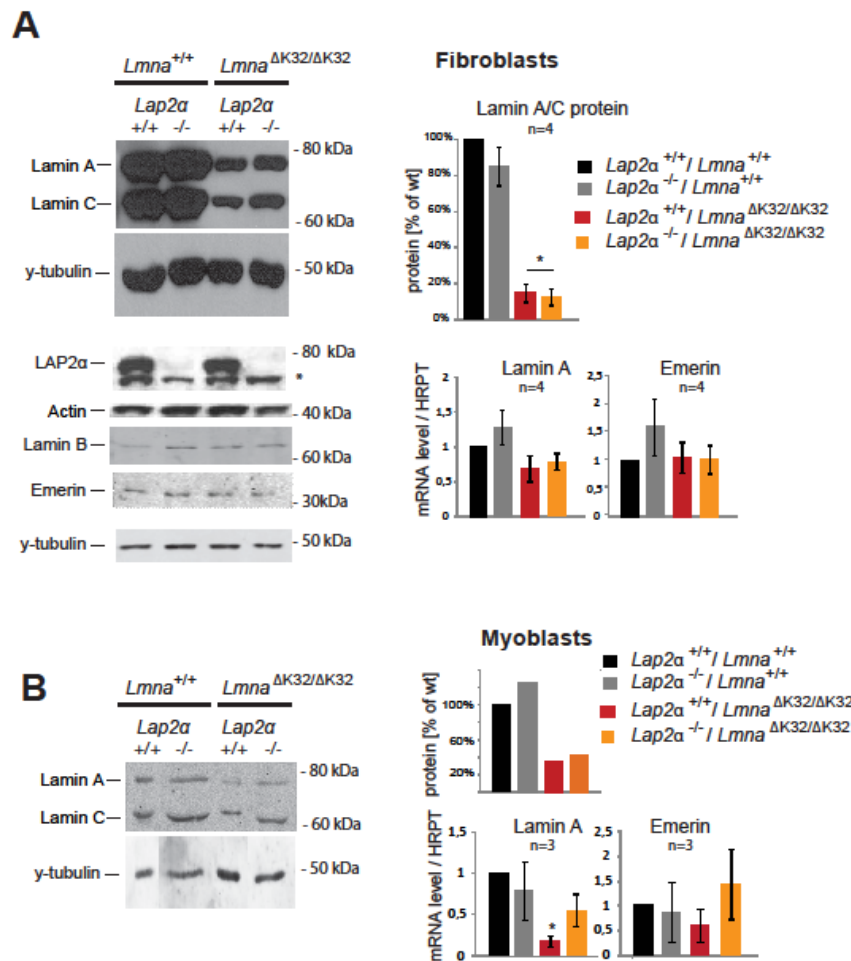 A
Lmna+/+ Lmna ΔK32/ΔK32
Lap2α Lap2α
+/+ -/- +/+ -/-
Lamin A
Lamin C
- 80 kDa
- 60 kDa
y-tubulin
- 50 kDa
LAP2α
- 80 kDa
*
Actin
- 40 kDa
Lamin B
- 60 kDa
Emerin
- 30kDa
y-tubulin
- 50 kDa
Fibroblasts
Lamin A/C protein
n=4
protein [% of wt]
100%
80%
60%
40%
20%
0%
*
Lap2α +/+ / Lmna +/+
Lap2α -/- / Lmna +/+
Lap2α +/+ / Lmna ΔK32/ΔK32
Lap2α -/- / Lmna ΔK32/ΔK32
Lamin A
n=4
mRNA level / HRPT
2
1,5
1
0,5
0
Emerin
n=4
2,5
2
1,5
1
0,5
0
B
Lmna+/+ Lmna ΔK32/ΔK32
Lap2α Lap2α
+/+ -/- +/+ -/-
Lamin A
Lamin C
- 80 kDa
- 60 kDa
y-tubulin
- 50 kDa
Myoblasts
protein [% of wt]
100%
60%
20%
Lap2α +/+ / Lmna +/+
Lap2α -/- / Lmna +/+
Lap2α +/+ / Lmna ΔK32/ΔK32
Lap2α -/- / Lmna ΔK32/ΔK32
Lamin A
n=3
mRNA level / HRPT
1,5
1
0,5
0
*
Emerin
n=3
2,5
2
1,5
1
0,5
0